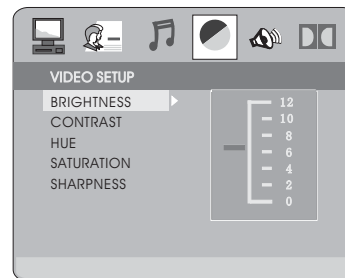 VIDEO SETUP
BRIGHTNESS
CONTRAST
HUE
SATURATION
SHARPNESS
12
10
8
6
4
2
0